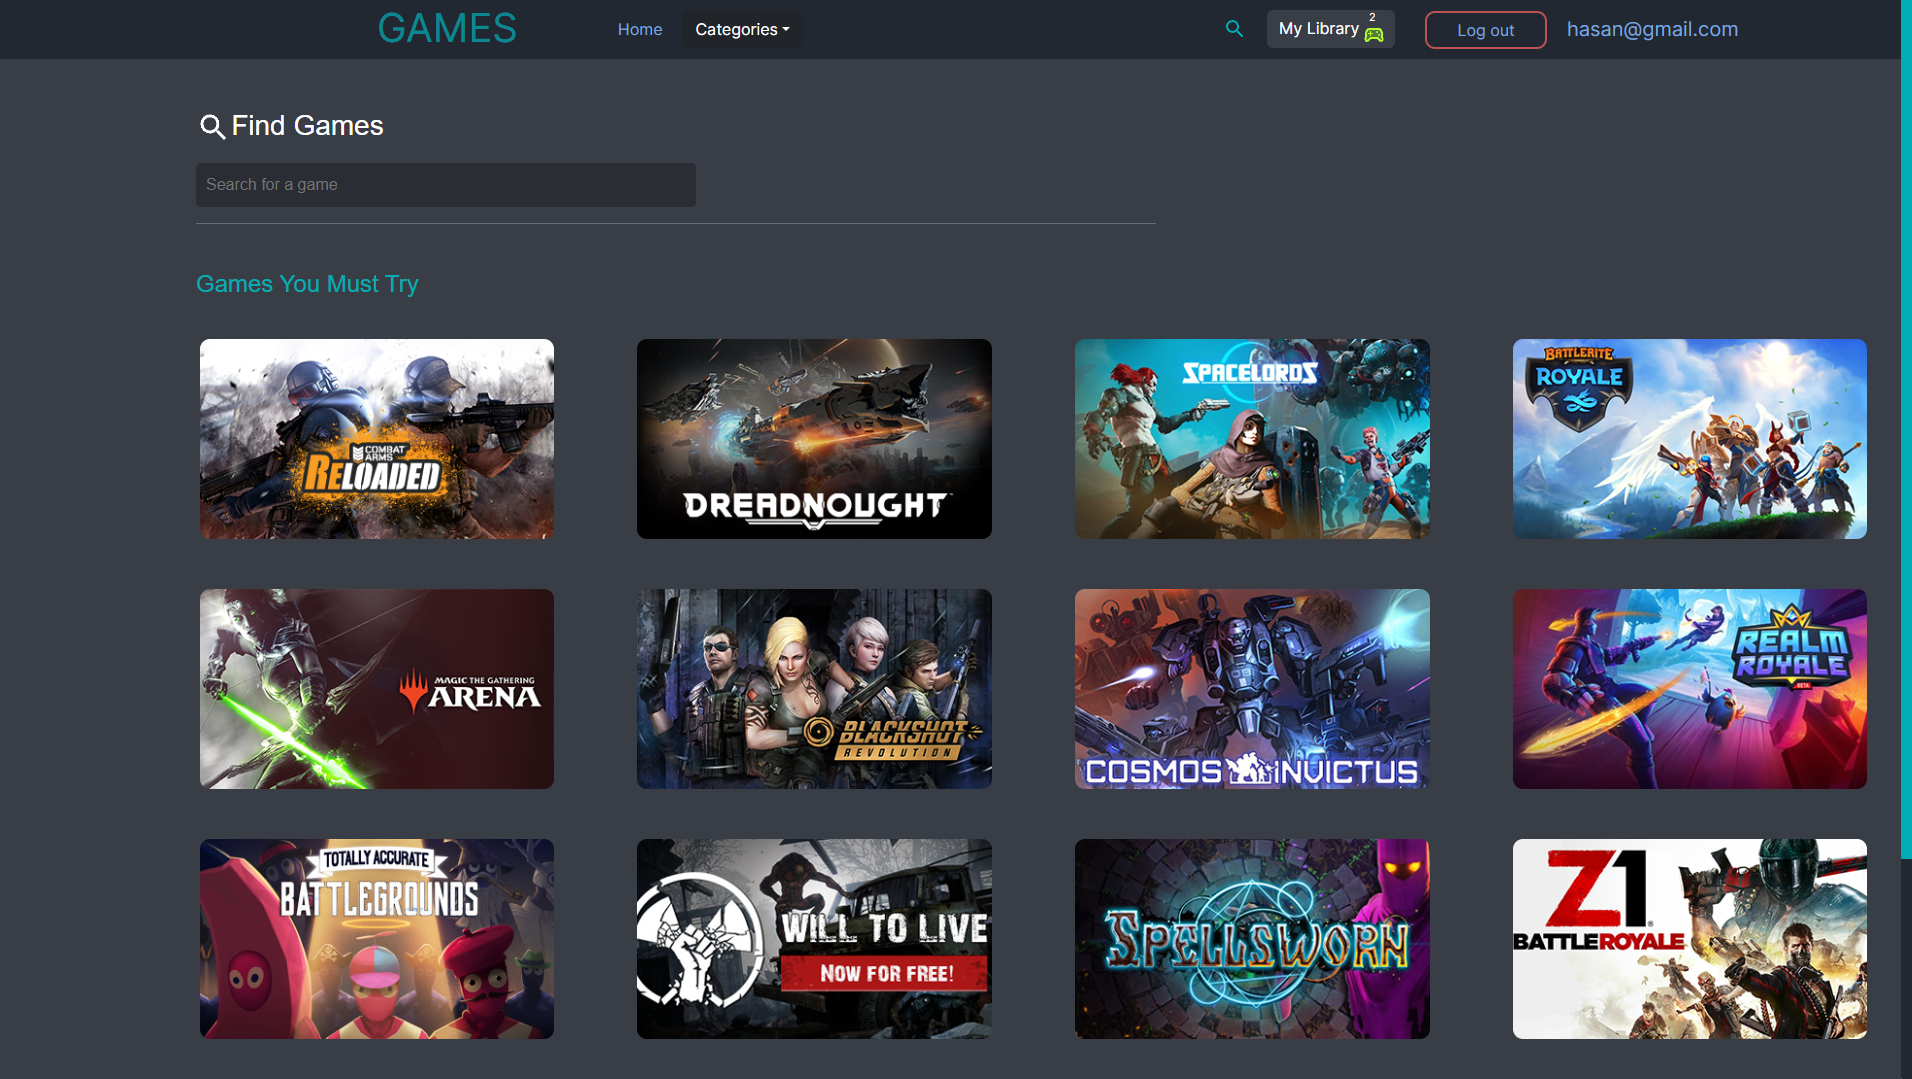 GAMES
Home
Categories
My Library
2
Log out
hasan@gmail.com
Find Games
Search for a game
Games You Must Try
COMBAT
ARMS
RELOADED
DREADNOUGHT
SPACELORDS
BATTLERITE
ROYALE
MAGIC THE GATHERING
ARENA
BLACKSHOT
REVOLUTION
COSMOS INVICTUS
REALM
ROYALE
BETA
TOTALLY ACCURATE
BATTLEGROUNDS
WILL TO LIVE
NOW FOR FREE!
SPELLSWORN
Z1
BATTLEROYALE